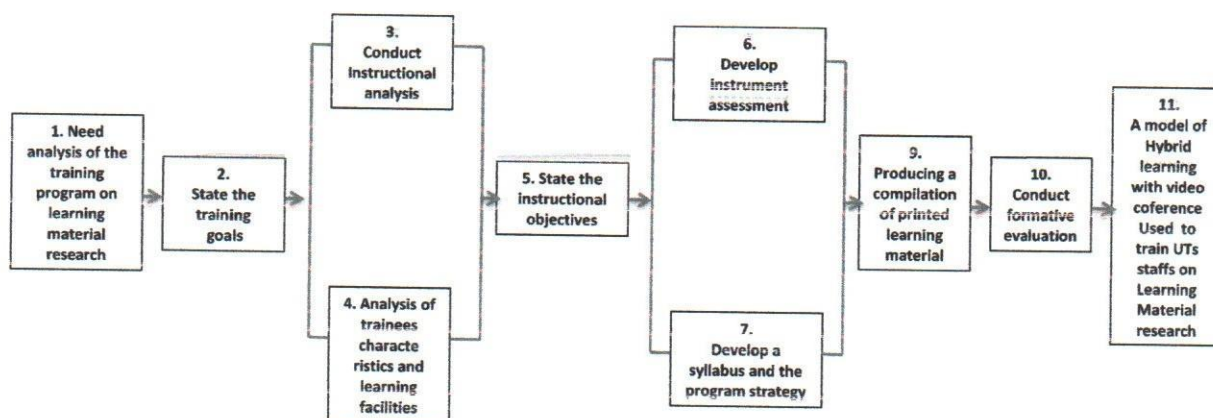 1. Need
analysis of the
training
program on
learning
material
research
2.
State the
training
goals
3.
Conduct
Instructional
analysis
4. Analysis of
trainees
characte
ristics and
learning
facilities
5. State the
instructional
objectives
6.
Develop
instrument
assessment
7.
Develop a
syllabus and the
program strategy
9.
Producing a
compilation
of printed
learning
material
10.
Conduct
formative
evaluation
11.
A model of
Hybrid
learning
with video
coference
Used to
train UTs
staffs on
Learning
Material
research